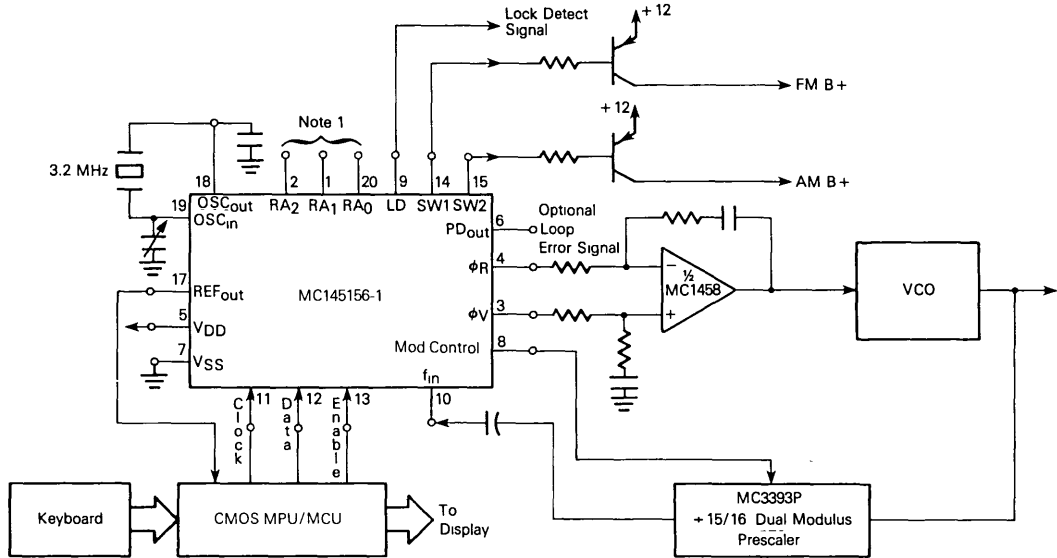 + 12
Lock Detect
Signal
FM B+
+ 12
Note 1
3.2 MHz
18
2
1
20
9
14
15
AM B+
OSCout
RA2
RA1
RA0
LD
SW1
SW2
19
OSCin
PDout
6
Optional
Loop
Error Signal
17
REFout
ϕR
4
−
½
MC1458
MC145156-1
VCO
5
VDD
ϕV
3
+
7
VSS
Mod Control
8
fin
Clock
11
Data
12
Enable
13
10
Keyboard
CMOS MPU/MCU
To
Display
MC3393P
÷ 15/16 Dual Modulus
Prescaler